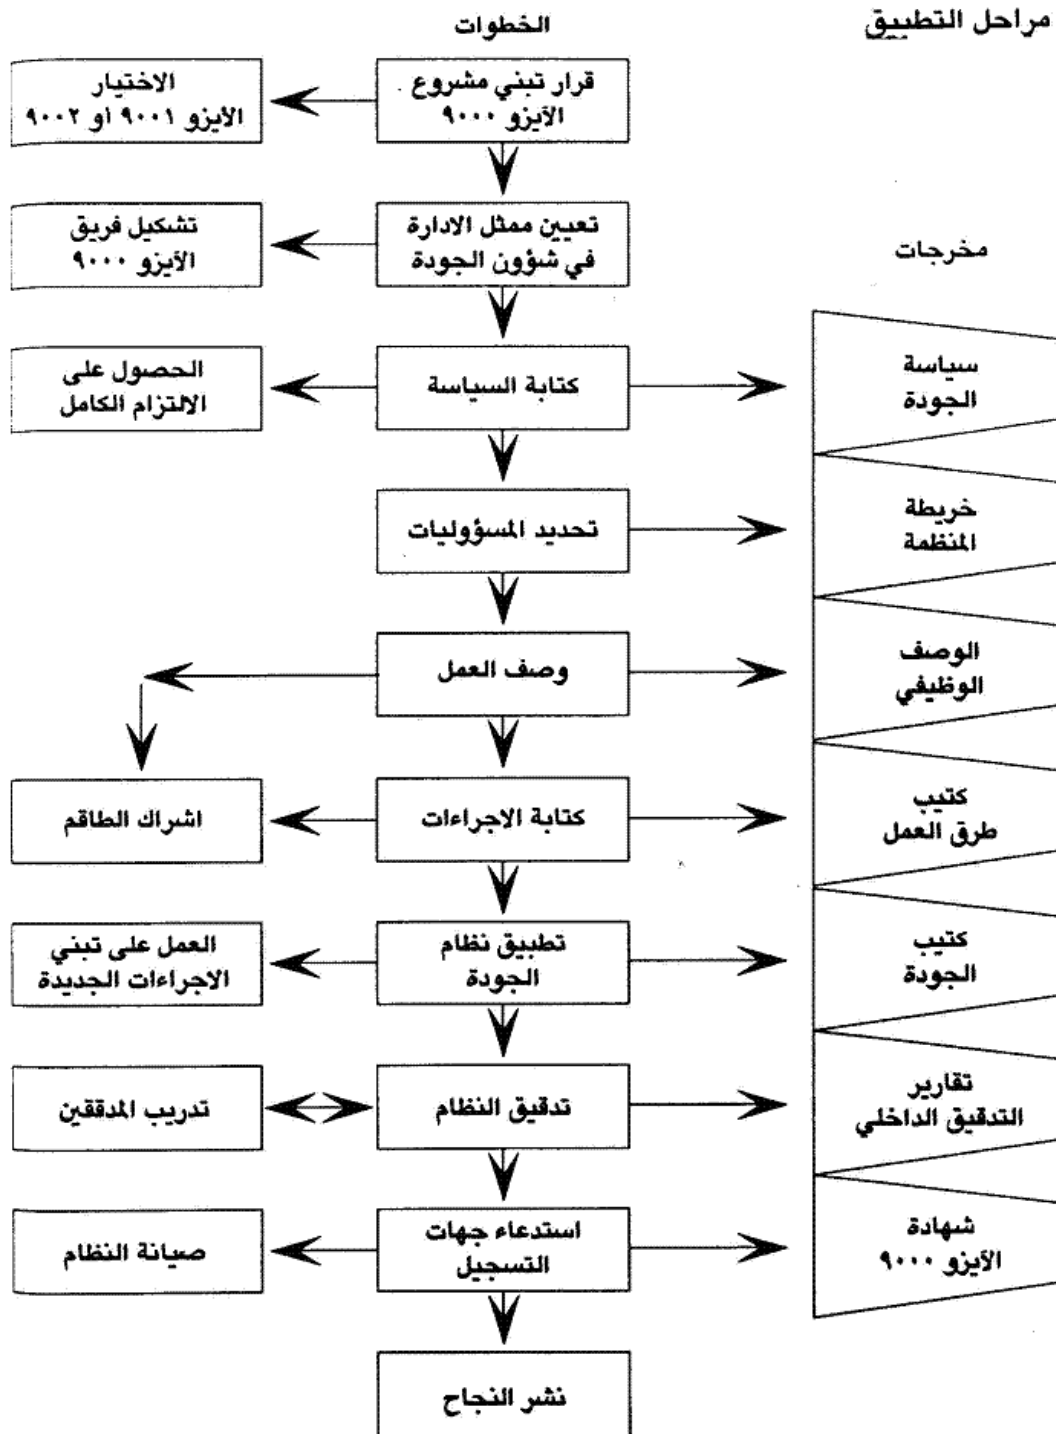 مراحل التطبيق
الخطوات
قرار تبني مشروع
الآيزو ٩٠٠٠
الاختيار
الأيزو ٩٠٠١ أو ٩٠٠٢
تعيين ممثل الادارة
في شؤون الجودة
تشكيل فريق
الآيزو ٩٠٠٠
مخرجات
سياسة
الجودة
كتابة السياسة
الحصول على
الالتزام الكامل
خريطة
المنظمة
تحديد المسؤوليات
الوصف
الوظيفي
وصف العمل
كتيب
طرق العمل
كتابة الاجراءات
اشراك الطاقم
كتيب
الجودة
تطبيق نظام
الجودة
العمل على تبني
الاجراءات الجديدة
تقارير
التدقيق الداخلي
تدقيق النظام
تدريب المدققين
شهادة
الآيزو ٩٠٠٠
استدعاء جهات
التسجيل
صيانة النظام
نشر النجاح